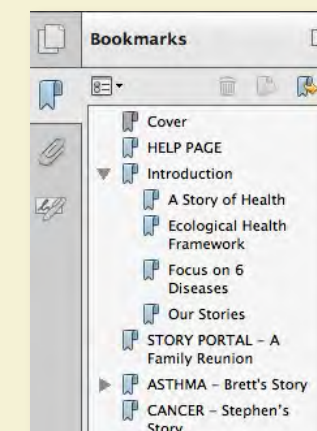 Bookmarks
Cover
HELP PAGE
Introduction
A Story of Health
Ecological Health
Framework
Focus on 6
Diseases
Our Stories
STORY PORTAL – A
Family Reunion
ASTHMA – Brett's Story
CANCER – Stephen's
Story